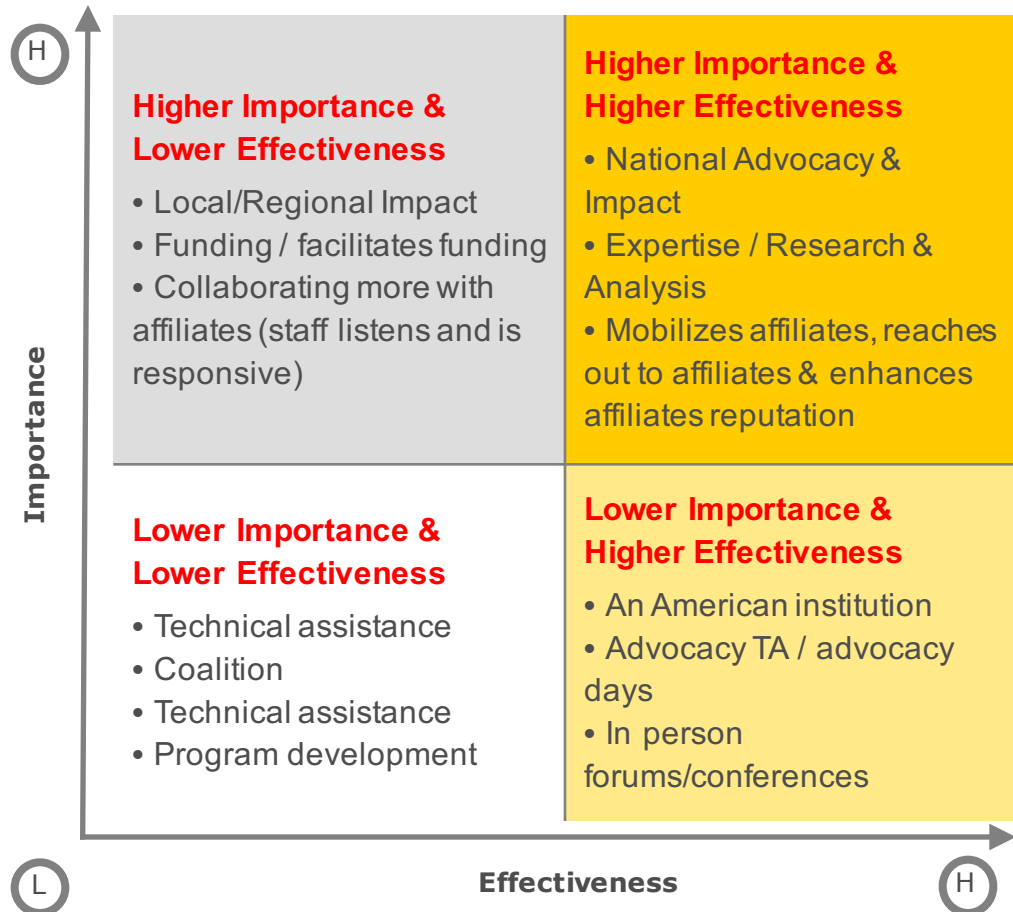 H
Higher Importance &
Lower Effectiveness
• Local/Regional Impact
• Funding / facilitates funding
• Collaborating more with
affiliates (staff listens and is
responsive)
Higher Importance &
Higher Effectiveness
• National Advocacy &
Impact
• Expertise / Research &
Analysis
• Mobilizes affiliates, reaches
out to affiliates & enhances
affiliates reputation
Importance
Lower Importance &
Lower Effectiveness
• Technical assistance
• Coalition
• Technical assistance
• Program development
Lower Importance &
Higher Effectiveness
• An American institution
• Advocacy TA / advocacy
days
• In person
forums/conferences
L
Effectiveness
H